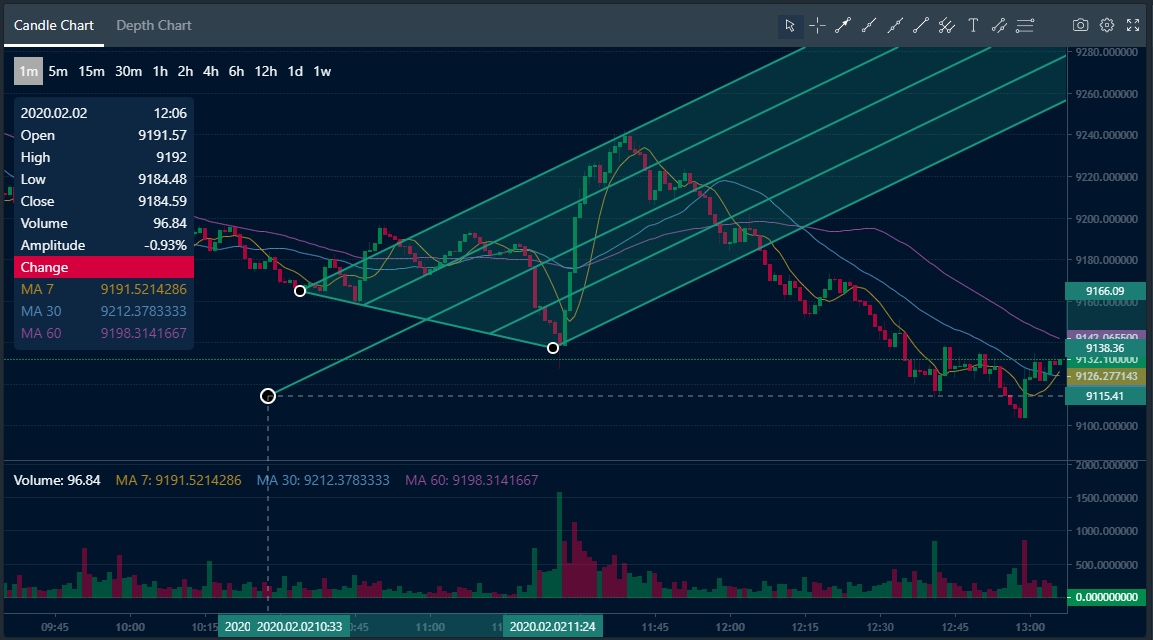 Candle Chart Depth Chart T
1m 5m 15m 30m 1h 2h 4h 6h 12h 1d 1w
2020.02.02 12:06
Open 9191.57
High 9192
Low 9184.48
Close 9184.59
Volume 96.84
Amplitude -0.93%
Change
MA 7 9191.5214286
MA 30 9212.3783333
MA 60 9198.3141667
9280.000000
9260.000000
9240.000000
9220.000000
9200.000000
9180.000000
9166.09
9160.000000
9142.065500
9138.36
9132.100000
9126.277143
9115.41
9100.000000
Volume: 96.84 MA 7: 9191.5214286 MA 30: 9212.3783333 MA 60: 9198.3141667
2000.000000
1500.000000
1000.000000
500.000000
0.00000000
09:45 10:00 10:15 2020 2020.02.0210:33 :45 11:00 11 2020.02.0211:24 11:45 12:00 12:15 12:30 12:45 13:00